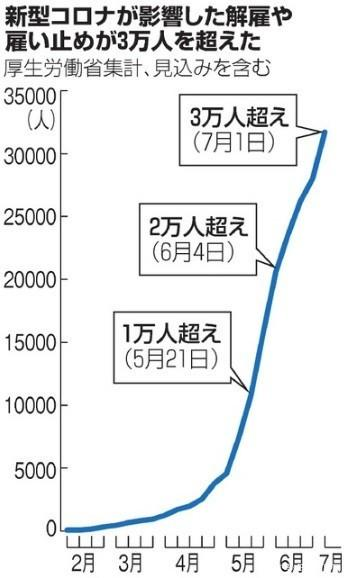 新型コロナが影響した解雇や
雇い止めが3万人を超えた
厚生労働省集計、見込みを含む
35000
(人)
30000
25000
20000
15000
10000
5000
0
3万人超え
(7月1日)
2万人超え
(6月4日)
1万人超え
(5月21日)
2月 3月 4月 5月 6月 7月